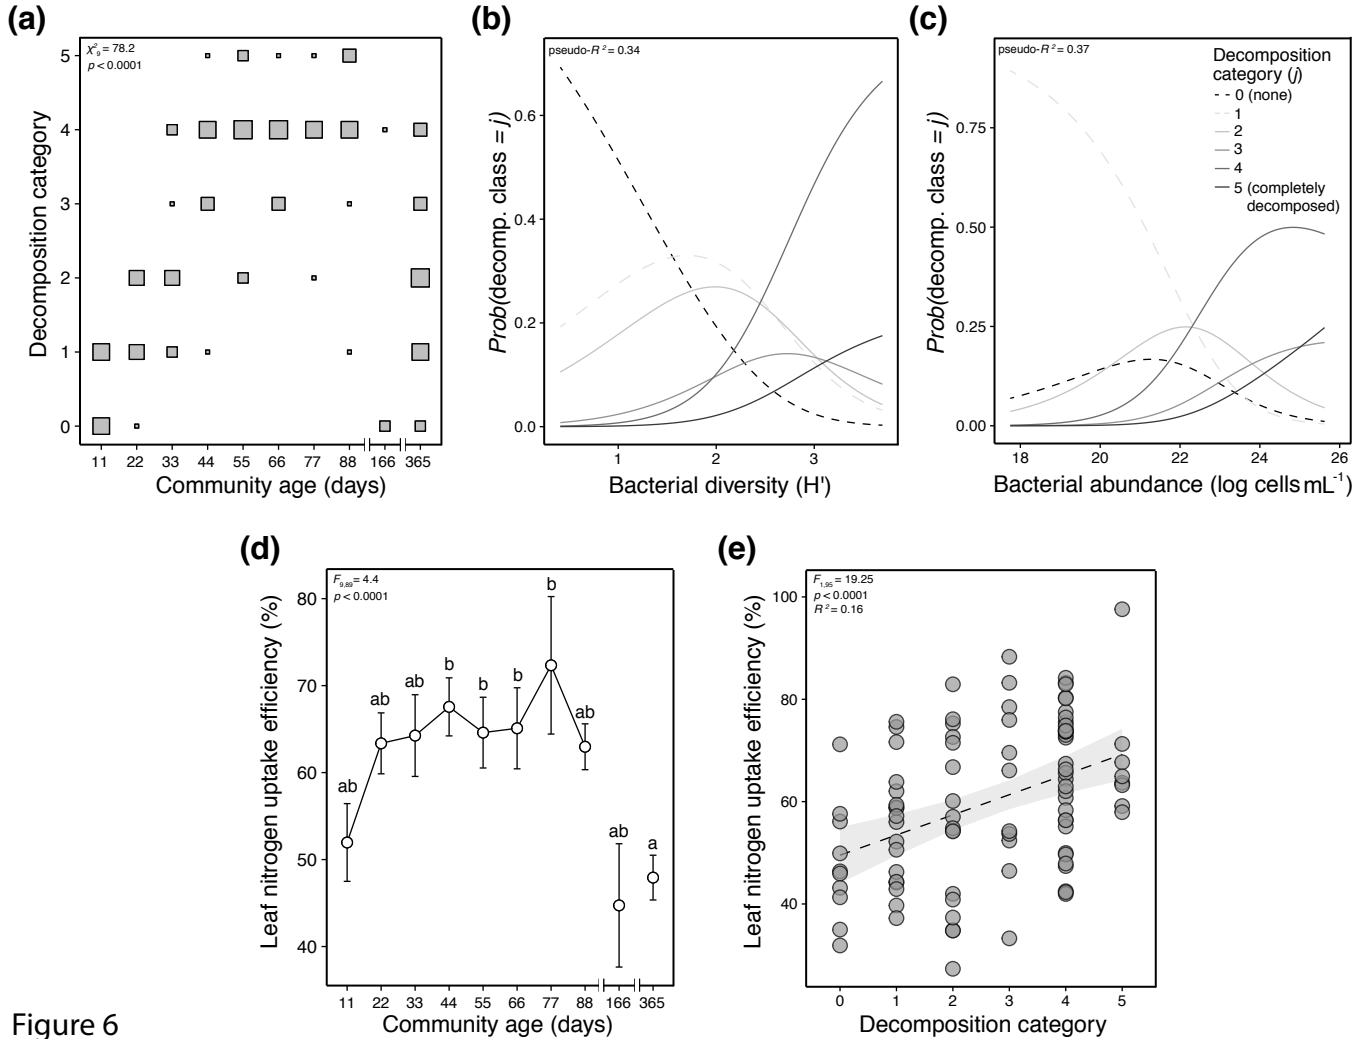 (a)
χ²₉ = 78.2
p < 0.0001
Decomposition category
5
4
3
2
1
0
11 22 33 44 55 66 77 88 166 365
Community age (days)
(b)
pseudo-R² = 0.34
Prob(decomp. class = j)
0.6
0.4
0.2
0.0
1 2 3
Bacterial diversity (H')
(c)
pseudo-R² = 0.37
Decomposition
category (j)
0 (none)
1
2
3
4
5 (completely
decomposed)
Prob(decomp. class = j)
0.75
0.50
0.25
0.00
18 20 22 24 26
Bacterial abundance (log cells mL⁻¹)
(d)
F₉,₈₉ = 4.4
p < 0.0001
Leaf nitrogen uptake efficiency (%)
80
70
60
50
40
ab ab ab b b b b ab ab a
11 22 33 44 55 66 77 88 166 365
Community age (days)
(e)
F₁,₉₅ = 19.25
p < 0.0001
R² = 0.16
Leaf nitrogen uptake efficiency (%)
100
80
60
40
0 1 2 3 4 5
Decomposition category
Figure 6